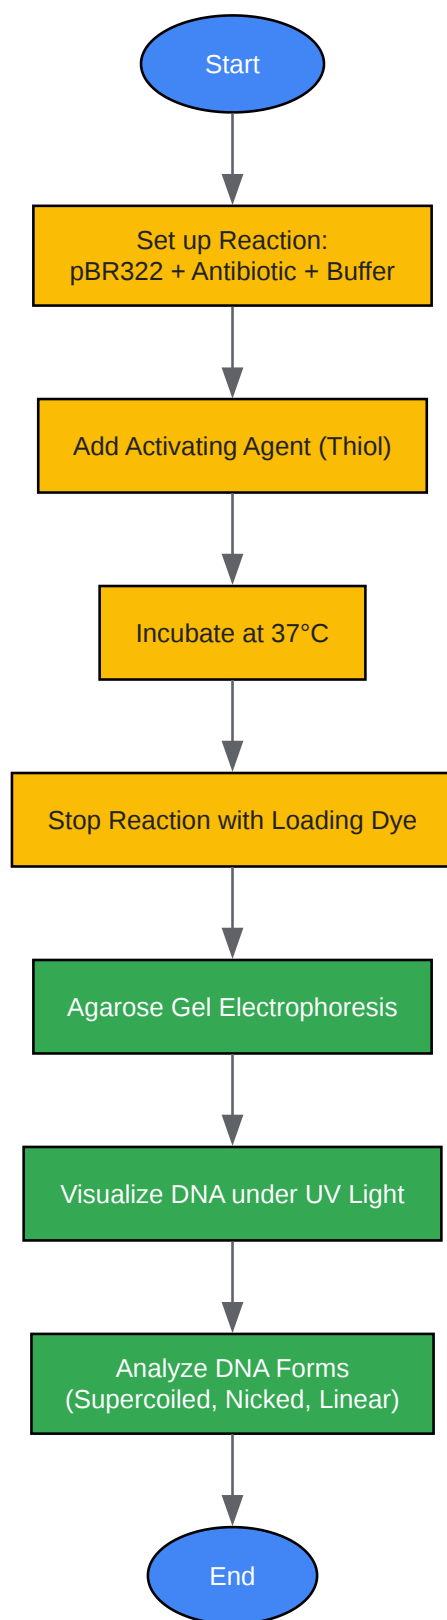 Start
Set up Reaction:
pBR322 + Antibiotic + Buffer
Add Activating Agent (Thiol)
Incubate at 37°C
Stop Reaction with Loading Dye
Agarose Gel Electrophoresis
Visualize DNA under UV Light
Analyze DNA Forms
(Supercoiled, Nicked, Linear)
End